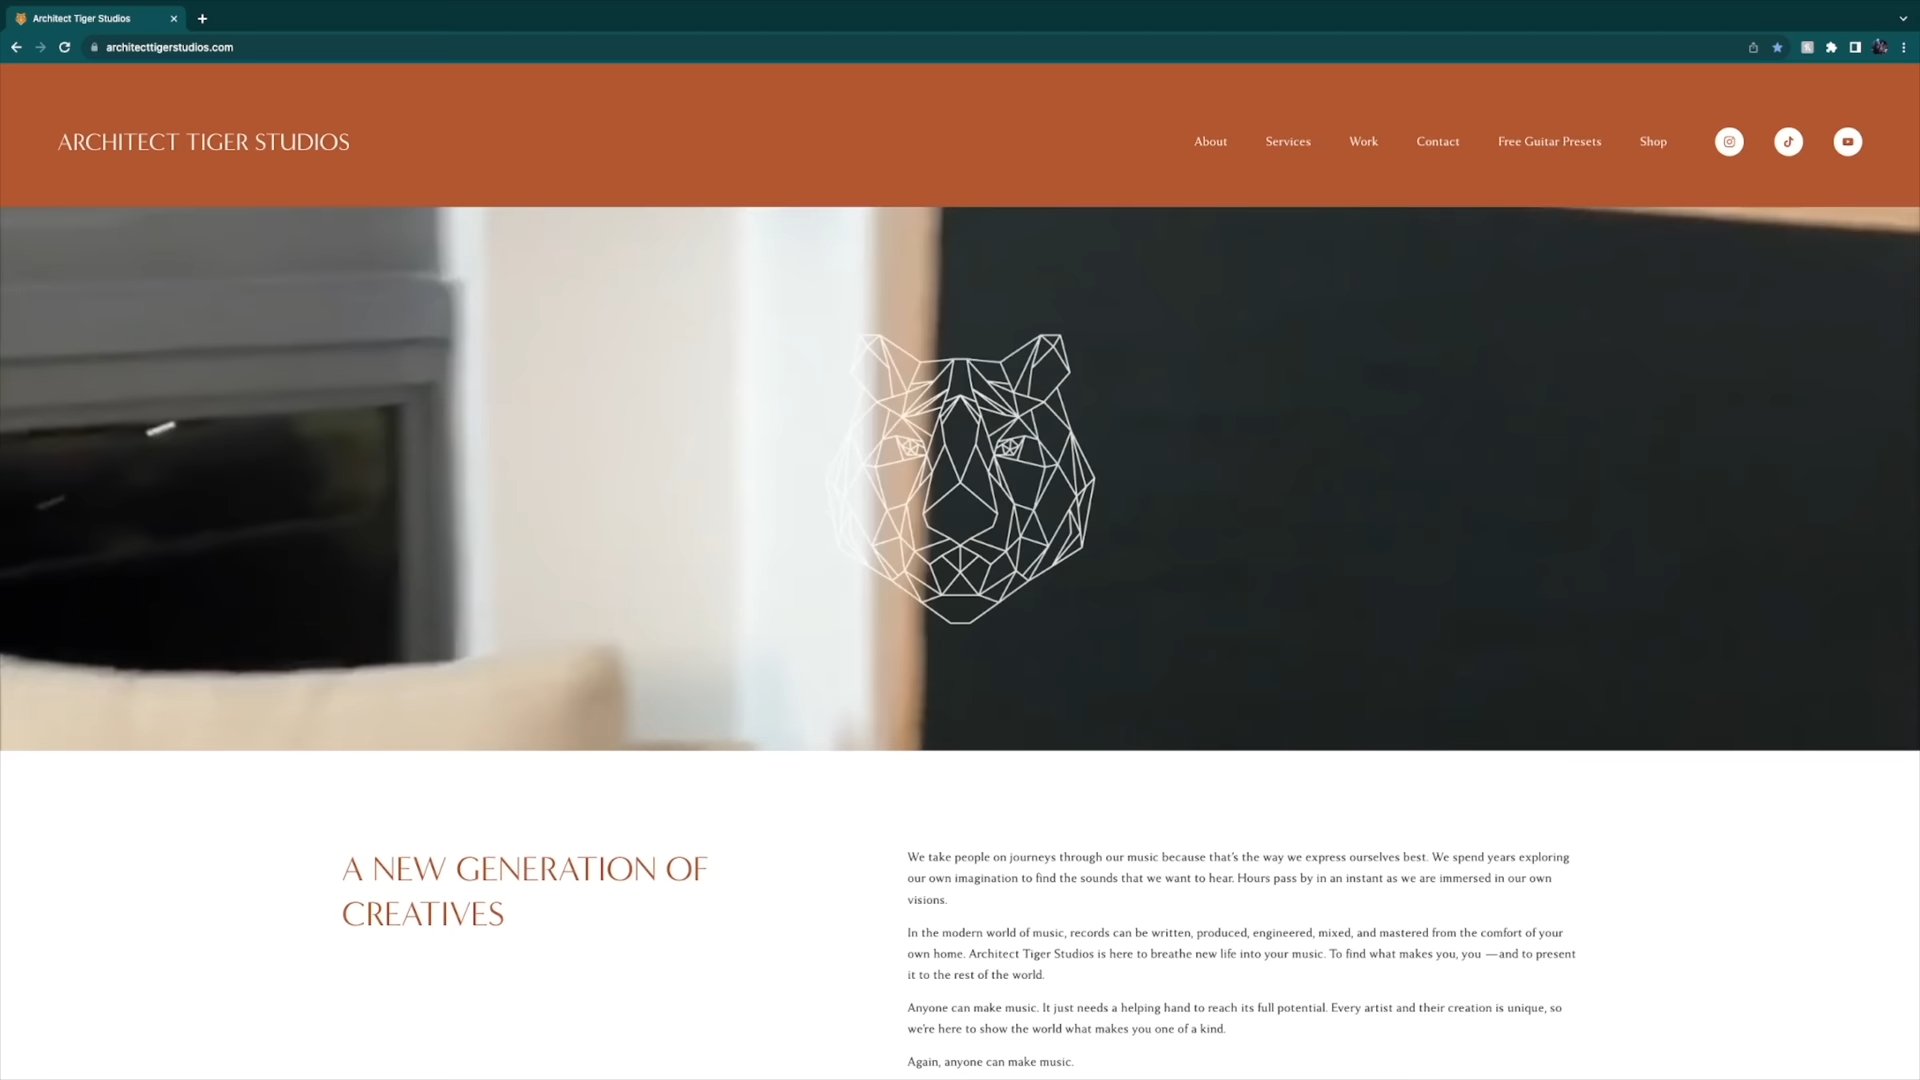 Architect Tiger Studios
architecttigerstudios.com
ARCHITECT TIGER STUDIOS
About Services Work Contact Free Guitar Presets Shop
A NEW GENERATION OF
CREATIVES
We take people on journeys through our music because that's the way we express ourselves best. We spend years exploring
our own imagination to find the sounds that we want to hear. Hours pass by in an instant as we are immersed in our own
visions.
In the modern world of music, records can be written, produced, engineered, mixed, and mastered from the comfort of your
own home. Architect Tiger Studios is here to breathe new life into your music. To find what makes you, you —and to present
it to the rest of the world.
Anyone can make music. It just needs a helping hand to reach its full potential. Every artist and their creation is unique, so
we're here to show the world what makes you one of a kind.
Again, anyone can make music.